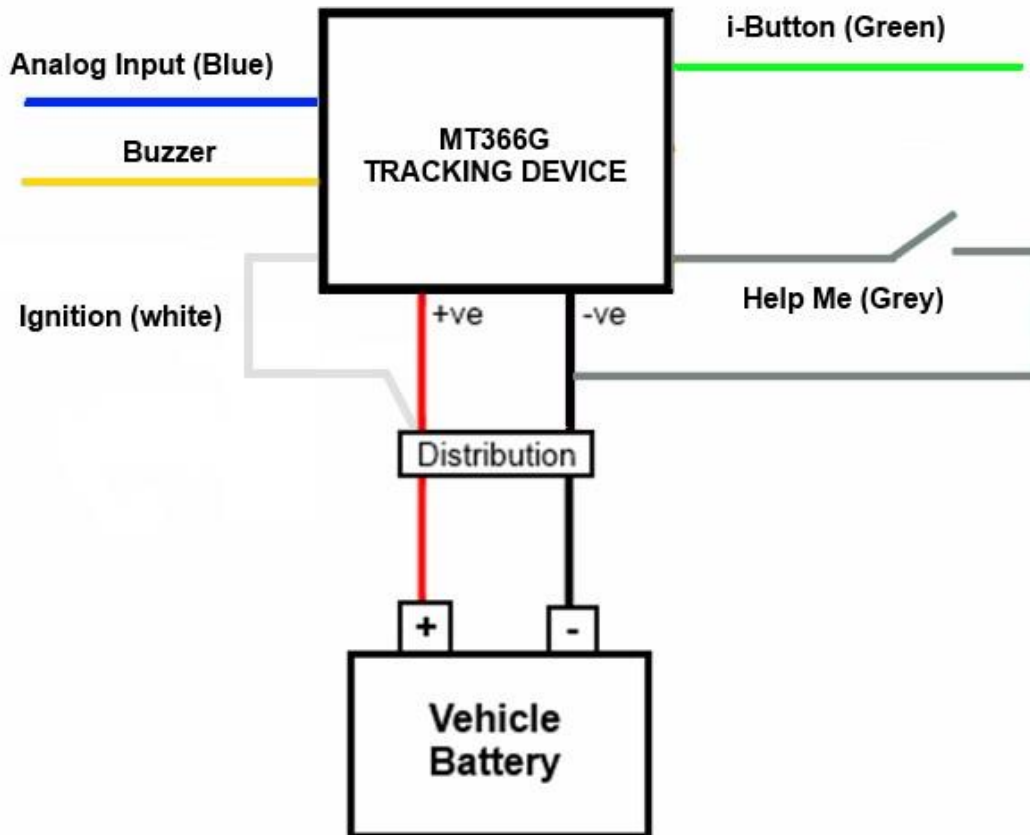 i-Button (Green)
Analog Input (Blue)
Buzzer
MT366G
TRACKING DEVICE
Ignition (white)
+ve
-ve
Help Me (Grey)
Distribution
+
-
Vehicle
Battery